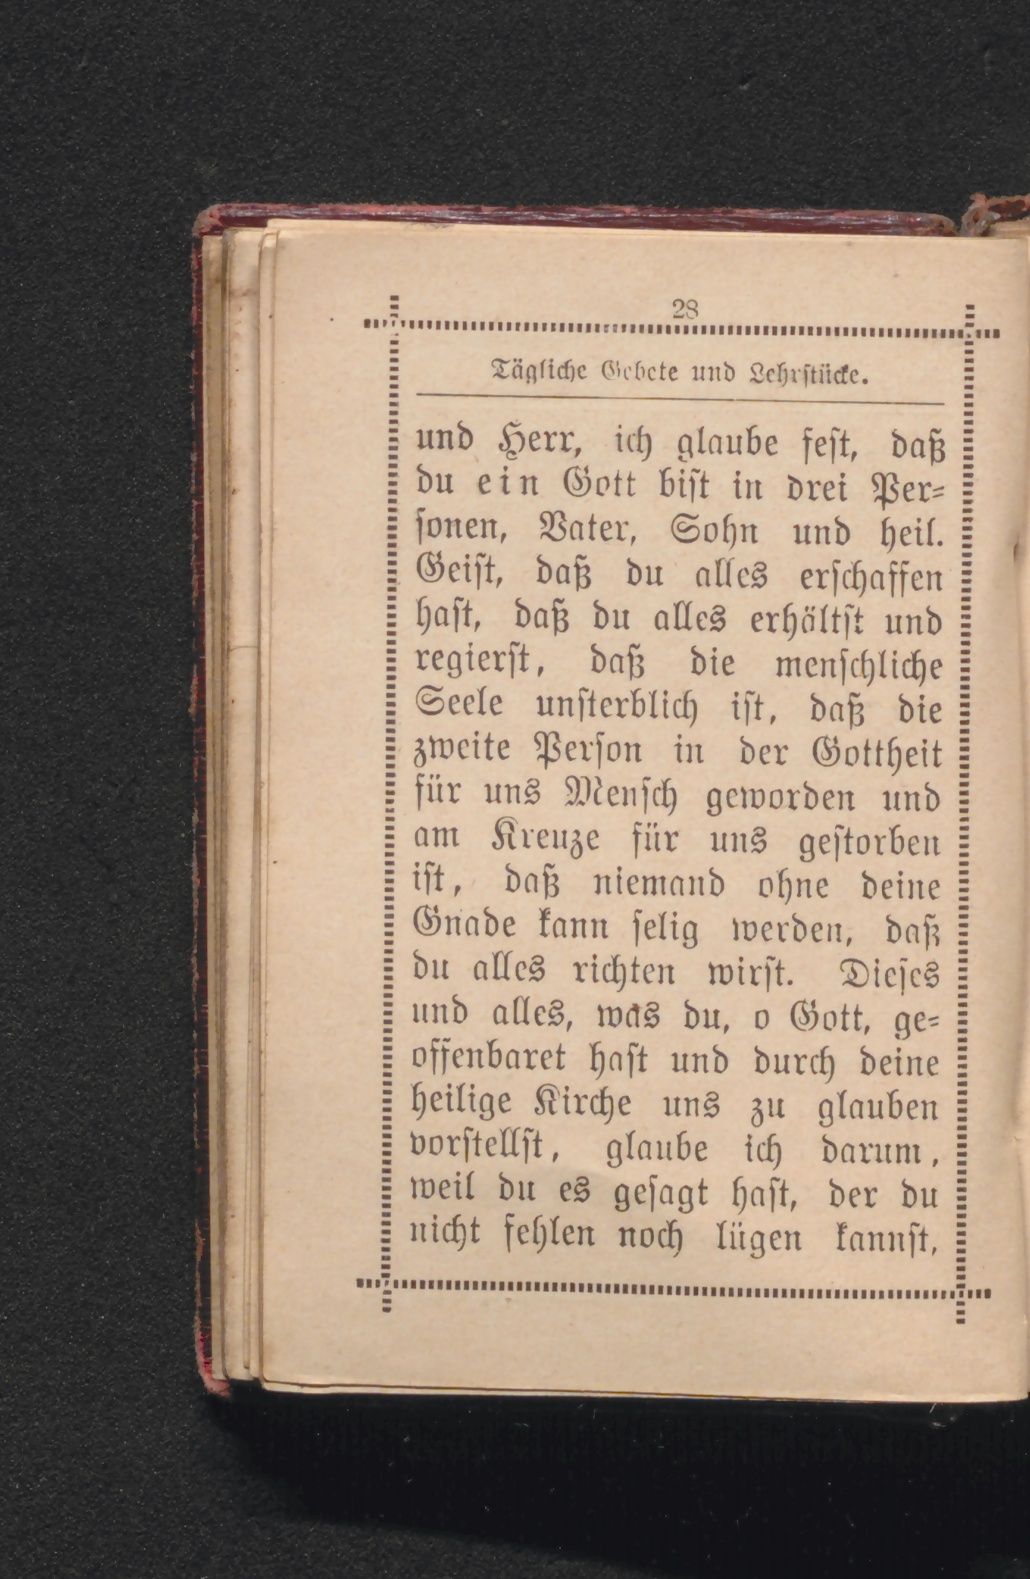 28
Tägliche Gebete und Lehrstücke.
und Herr, ich glaube fest, daß
du ein Gott bist in drei Per-
sonen, Vater, Sohn und heil.
Geist, daß du alles erschaffen
hast, daß du alles erhältst und
regierst, daß die menschliche
Seele unsterblich ist, daß die
zweite Person in der Gottheit
für uns Mensch geworden und
am Kreuze für uns gestorben
ist, daß niemand ohne deine
Gnade kann selig werden, daß
du alles richten wirst. Dieses
und alles, was du, o Gott, ge-
offenbaret hast und durch deine
heilige Kirche uns zu glauben
vorstellst, glaube ich darum,
weil du es gesagt hast, der du
nicht fehlen noch lügen kannst,